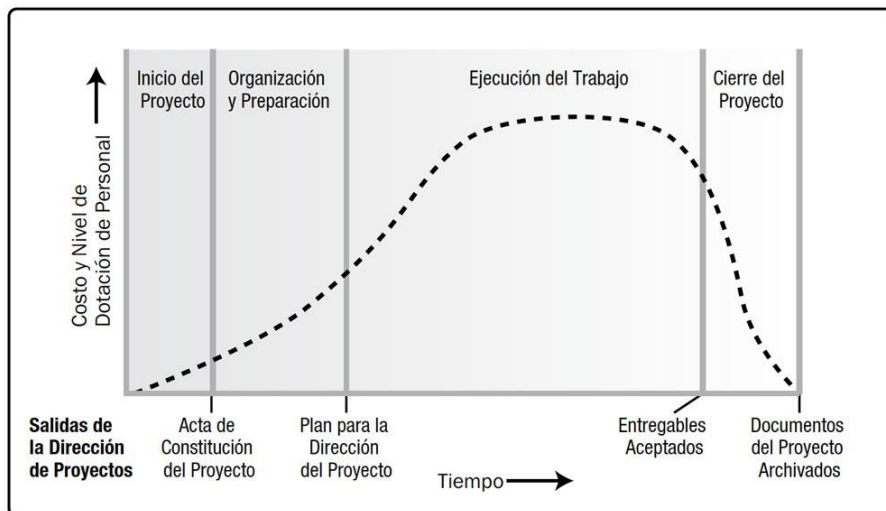 Inicio del
Proyecto
Organización
y Preparación
Ejecución del Trabajo
Cierre del
Proyecto
Costo y Nivel de
Dotación de Personal
Salidas de
la Dirección
de Proyectos
Acta de
Constitución
del Proyecto
Plan para la
Dirección
del Proyecto
Entregables
Aceptados
Documentos
del Proyecto
Archivados
Tiempo